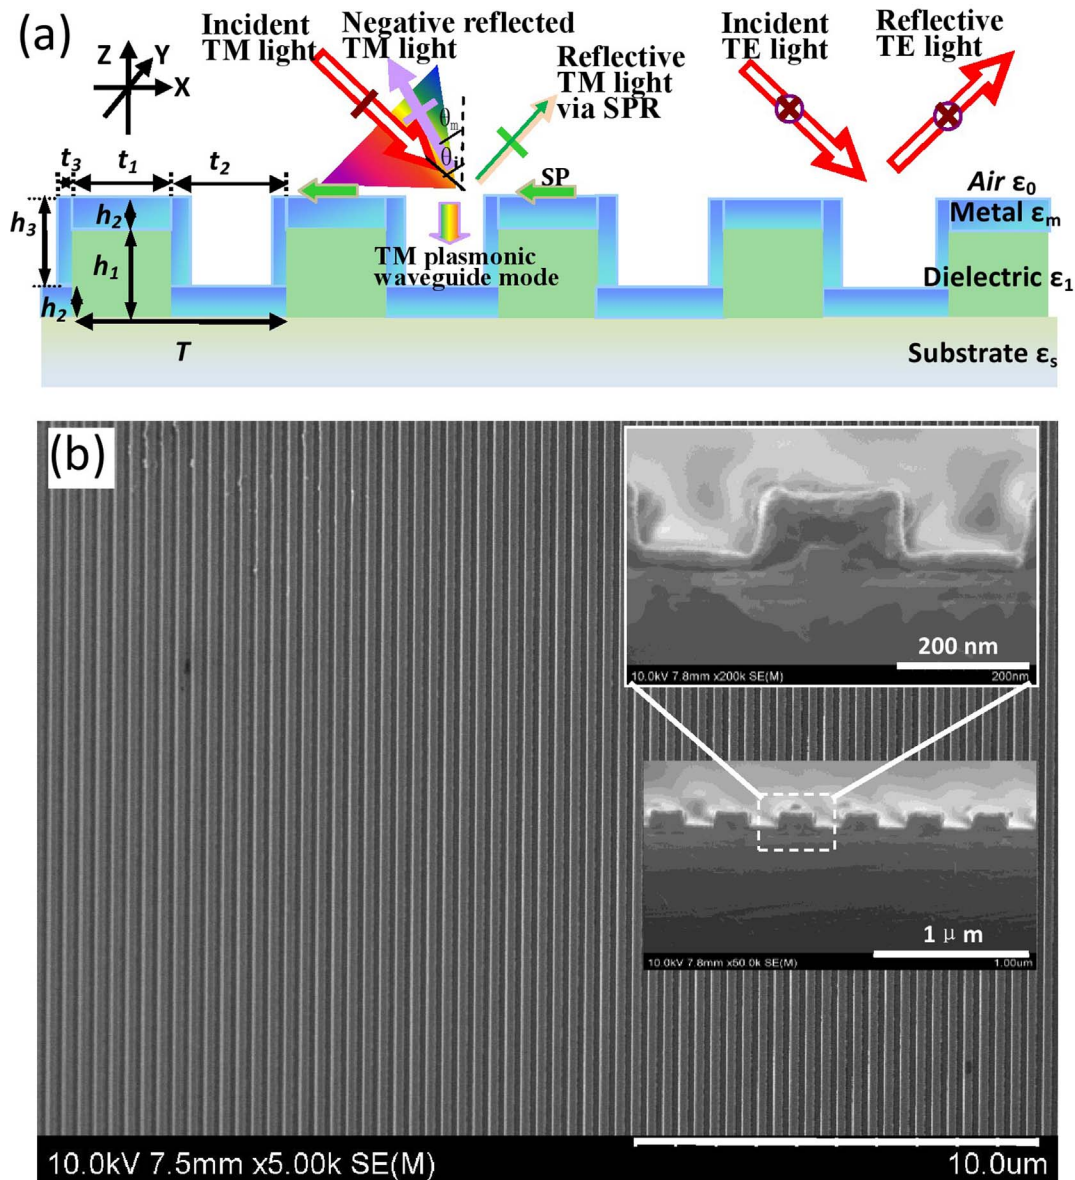 (a)
Z
Y
X
Incident
TM light
Negative reflected
TM light
Reflective
TM light
via SPR
Incident
TE light
Reflective
TE light
θm
θi
t3
t1
t2
SP
Air ε0
h3
h2
Metal εm
h1
TM plasmonic
waveguide mode
Dielectric ε1
h2
T
Substrate εs
(b)
200 nm
10.0kV 7.8mm x200k SE(M)
200nm
1 μm
10.0kV 7.8mm x50.0k SE(M)
1.00um
10.0kV 7.5mm x5.00k SE(M)
10.0um